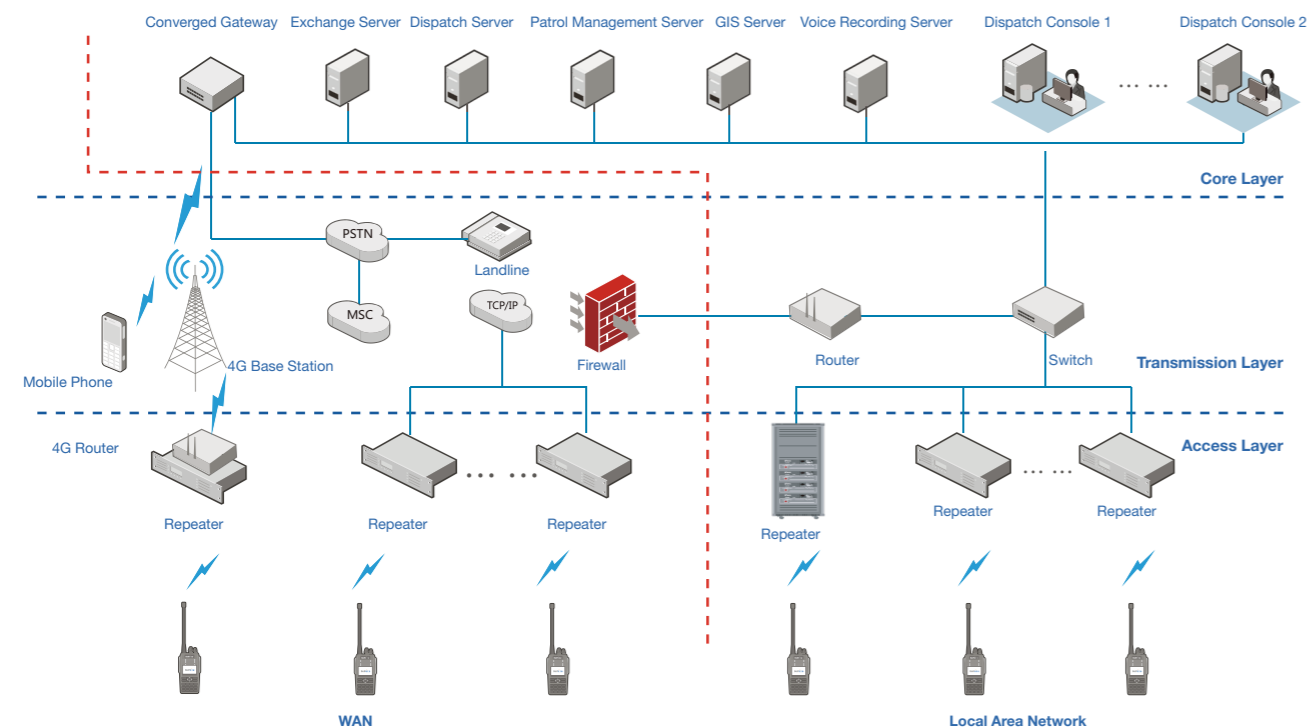 Converged Gateway
Exchange Server
Dispatch Server
Patrol Management Server
GIS Server
Voice Recording Server
Dispatch Console 1
Dispatch Console 2
Core Layer
PSTN
Landline
MSC
TCP/IP
Mobile Phone
4G Base Station
Firewall
Router
Switch
Transmission Layer
4G Router
Access Layer
Repeater
Repeater
Repeater
Repeater
Repeater
Repeater
WAN
Local Area Network